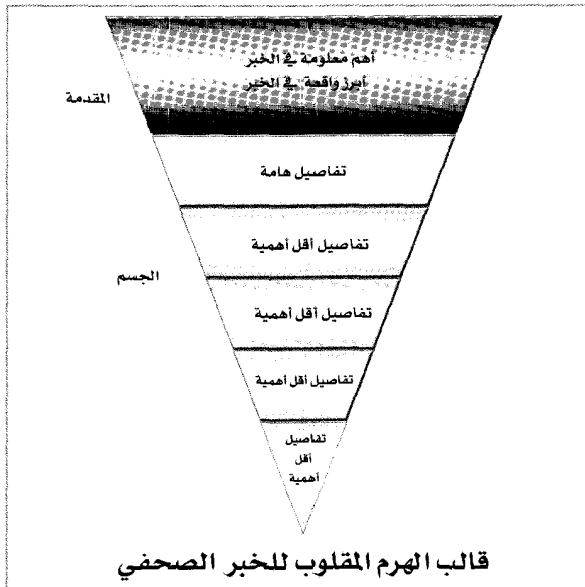 أهم معلومة في الخبر
أبرز واقعة في الخبر
المقدمة
تفاصيل هامة
تفاصيل أقل أهمية
الجسم
تفاصيل أقل أهمية
تفاصيل أقل أهمية
تفاصيل
أقل
أهمية
قالب الهرم المقلوب للخبر الصحفي